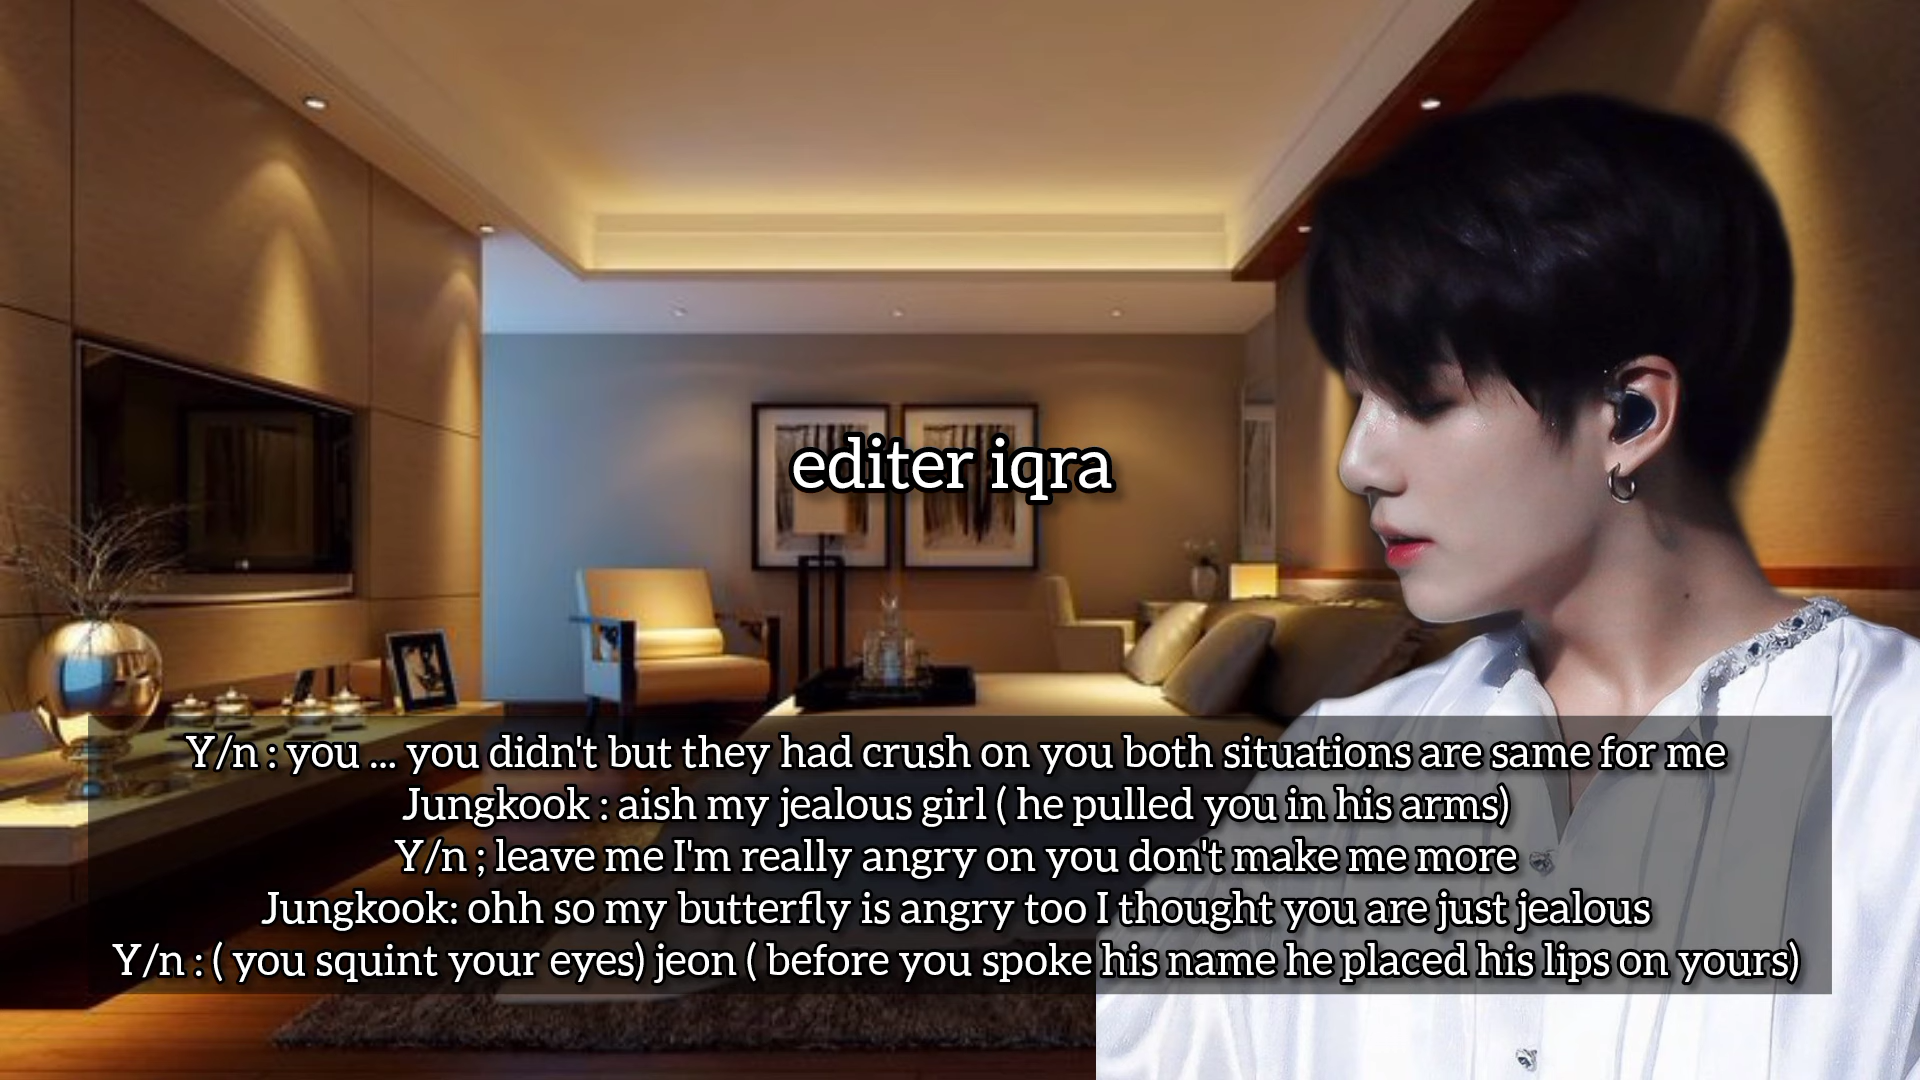 editer iqra
Y/n : you ... you didn't but they had crush on you both situations are same for me
Jungkook : aish my jealous girl ( he pulled you in his arms)
Y/n ; leave me I'm really angry on you don't make me more
Jungkook: ohh so my butterfly is angry too I thought you are just jealous
Y/n : ( you squint your eyes) jeon ( before you spoke his name he placed his lips on yours)